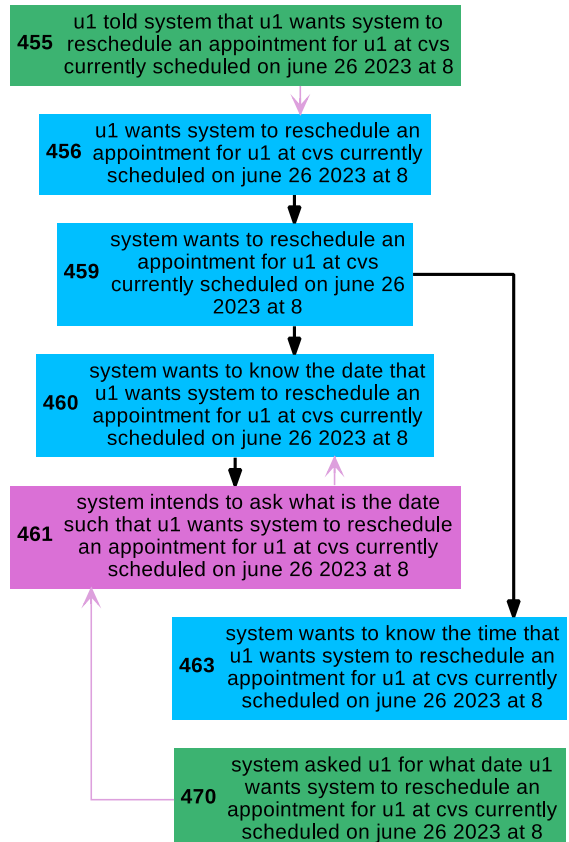 u1 told system that u1 wants system to
455 reschedule an appointment for u1 at cvs
currently scheduled on june 26 2023 at 8
u1 wants system to reschedule an
456 appointment for u1 at cvs currently
scheduled on june 26 2023 at 8
system wants to reschedule an
459 appointment for u1 at cvs
currently scheduled on june 26
2023 at 8
system wants to know the date that
u1 wants system to reschedule an
460 appointment for u1 at cvs currently
scheduled on june 26 2023 at 8
system intends to ask what is the date
such that u1 wants system to reschedule
461 an appointment for u1 at cvs currently
scheduled on june 26 2023 at 8
system wants to know the time that
u1 wants system to reschedule an
463 appointment for u1 at cvs currently
scheduled on june 26 2023 at 8
system asked u1 for what date u1
wants system to reschedule an
470 appointment for u1 at cvs currently
scheduled on june 26 2023 at 8